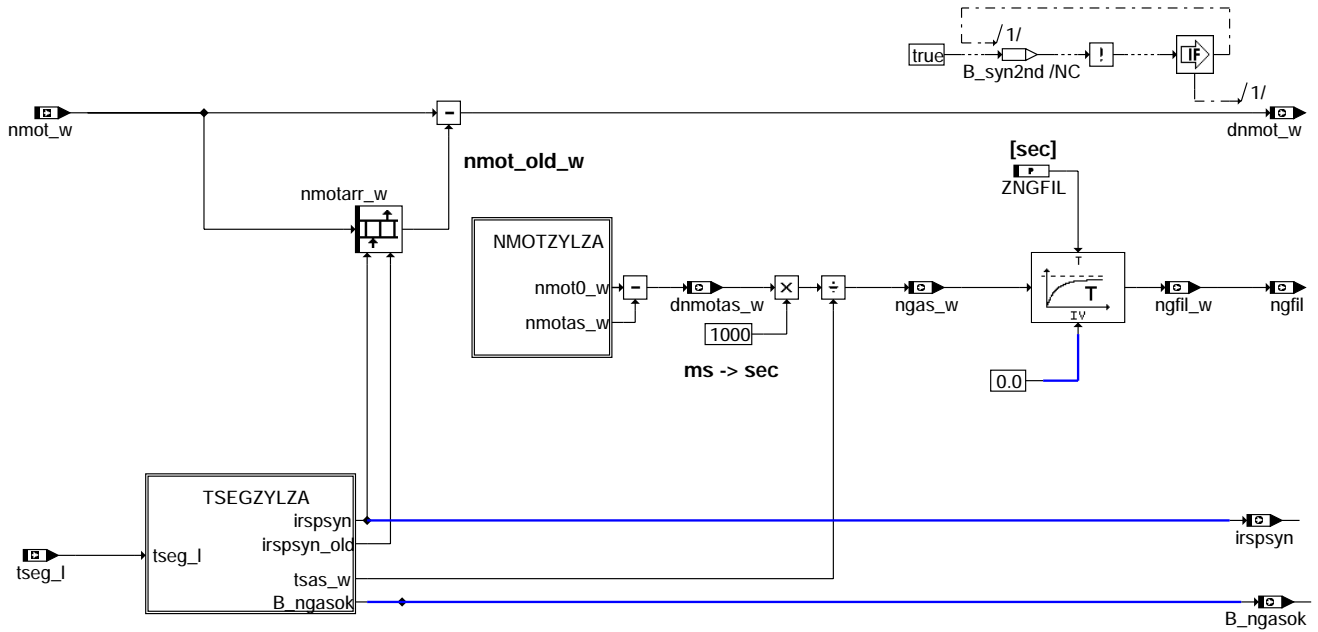 /1/
true
B_syn2nd /NC
!
IF
/1/
nmot_w
-
dnmot_w
nmot_old_w
[sec]
P
ZNGFIL
nmotarr_w
NMOTZYLZA
T
nmot0_w
-
dnmotas_w
×
÷
ngas_w
T
ngfil_w
ngfil
nmotas_w
1000
IV
ms -> sec
0.0
TSEGZYLZA
irspsyn
irspsyn_old
irspsyn
tseg_l
tseg_l
tsas_w
B_ngasok
B_ngasok